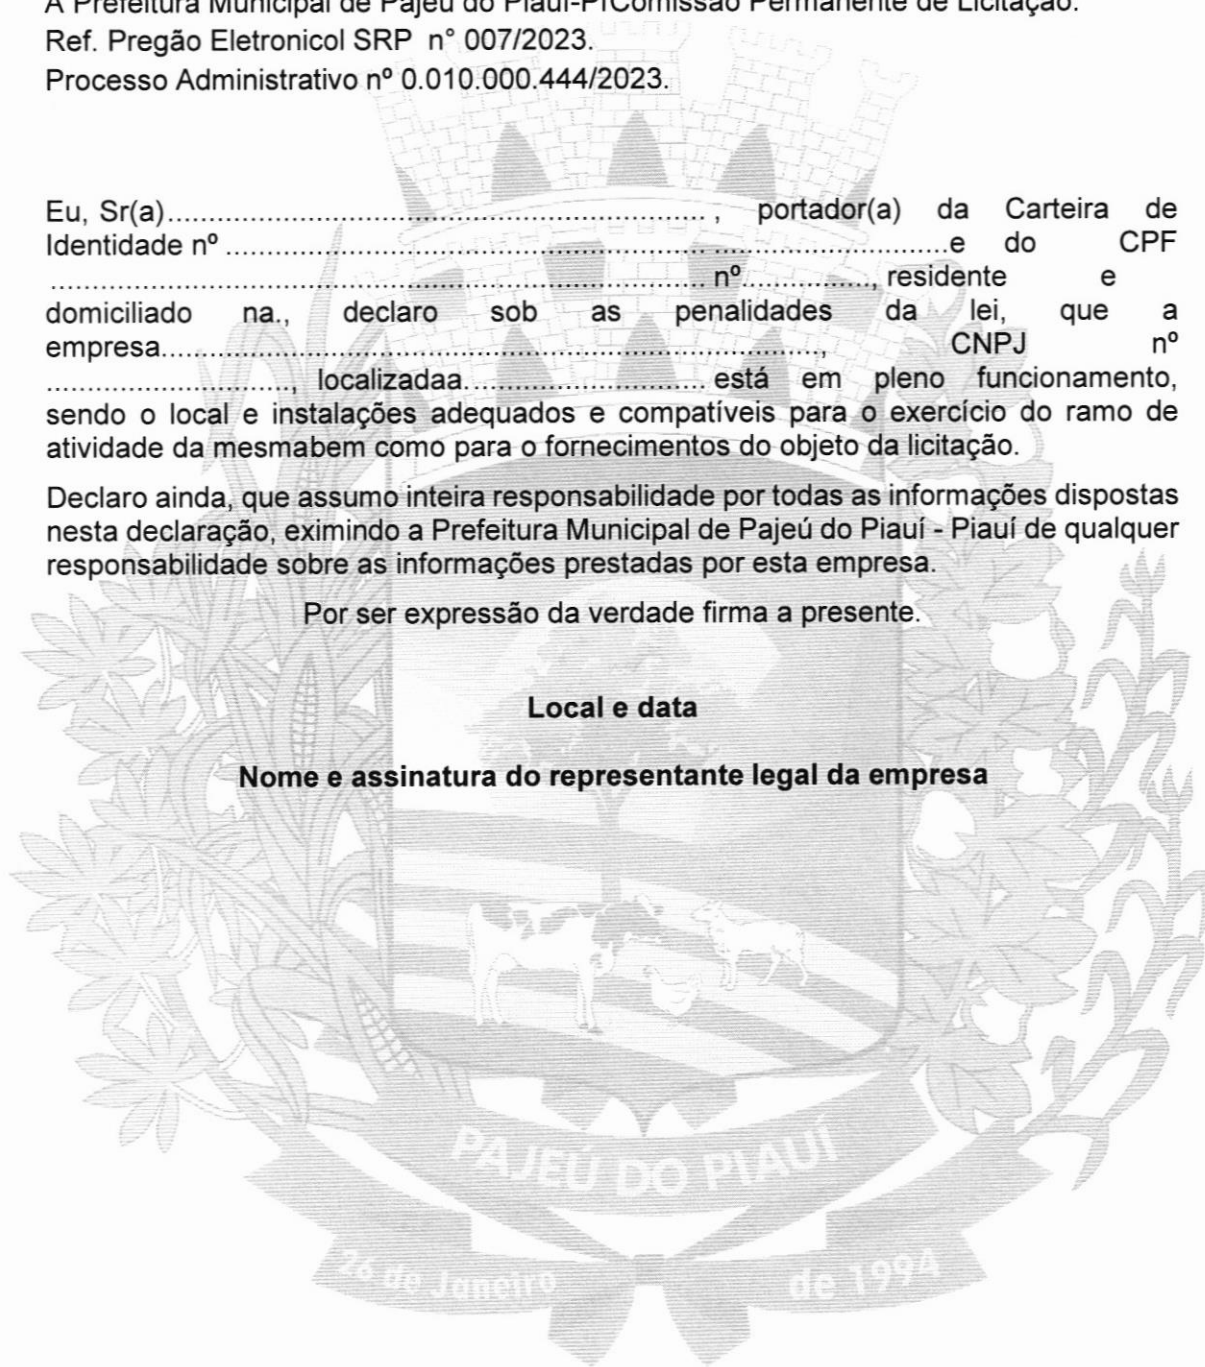 A Prefeitura Municipal de Pajeú do Piauí-PIComissão Permanente de Licitação.
Ref. Pregão Eletronicol SRP n° 007/2023.
Processo Administrativo nº 0.010.000.444/2023.
Eu, Sr(a)......................................................................., portador(a) da Carteira de
Identidade nº ................................................................ ...............................e do CPF
....................................................................................... nº................., residente e
domiciliado na., declaro sob as penalidades da lei, que a
empresa......................................................................................, CNPJ nº
................................, localizadaa................................ está em pleno funcionamento,
sendo o local e instalações adequados e compatíveis para o exercício do ramo de
atividade da mesmabem como para o fornecimentos do objeto da licitação.
Declaro ainda, que assumo inteira responsabilidade por todas as informações dispostas
nesta declaração, eximindo a Prefeitura Municipal de Pajeú do Piauí - Piauí de qualquer
responsabilidade sobre as informações prestadas por esta empresa.
Por ser expressão da verdade firma a presente.
Local e data
Nome e assinatura do representante legal da empresa
PAJEÚ DO PIAUÍ
26 de Janeiro de 1994